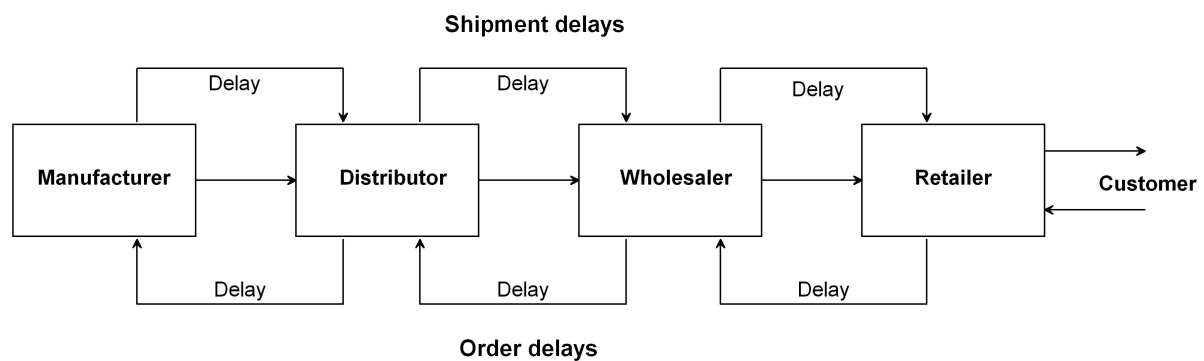 Shipment delays
Delay
Delay
Delay
Manufacturer
Distributor
Wholesaler
Retailer
Customer
Delay
Delay
Delay
Order delays